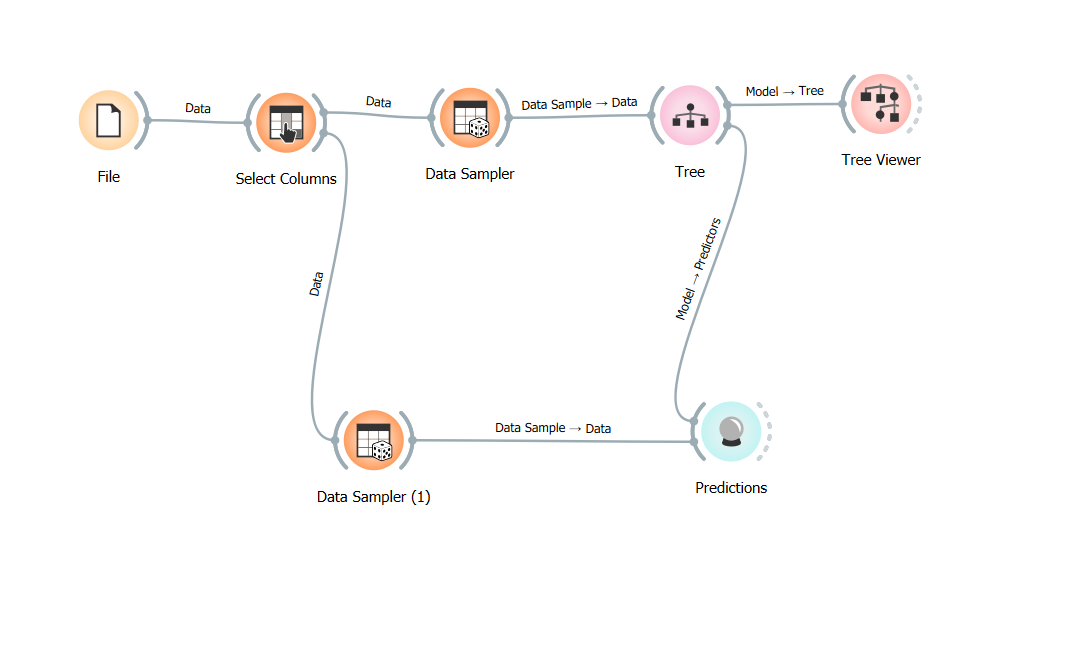 Data
File
Select Columns
Data
Data Sampler
Data Sample → Data
Tree
Model → Tree
Tree Viewer
Data
Model → Predictors
Data Sampler (1)
Data Sample → Data
Predictions